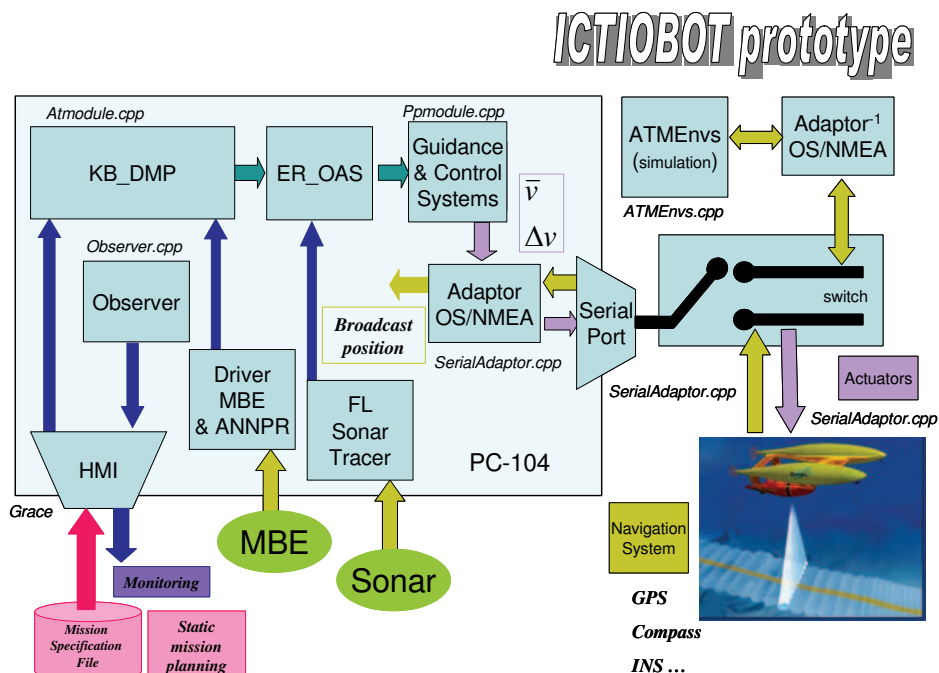 ICTIOBOT prototype
Atmodule.cpp
Ppmodule.cpp
KB_DMP
ER_OAS
Guidance
& Control
Systems
v̅
Δv
ATMEnvs
(simulation)
Adaptor⁻¹
OS/NMEA
ATMEnvs.cpp
Observer.cpp
Observer
Adaptor
OS/NMEA
Broadcast
position
SerialAdaptor.cpp
Serial
Port
switch
Driver
MBE
& ANNPR
FL
Sonar
Tracer
SerialAdaptor.cpp
Actuators
SerialAdaptor.cpp
HMI
PC-104
Grace
MBE
Sonar
Monitoring
Navigation
System
Mission
Specification
File
Static
mission
planning
GPS
Compass
INS ...